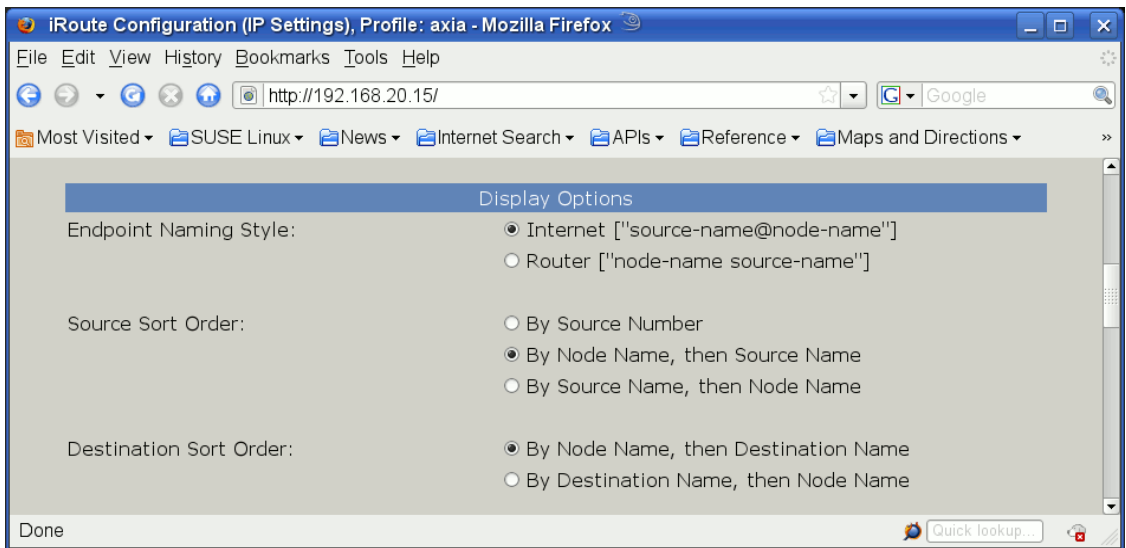 iRoute Configuration (IP Settings), Profile: axia - Mozilla Firefox
File Edit View History Bookmarks Tools Help
http://192.168.20.15/ G Google
Most Visited SUSE Linux News Internet Search APIs Reference Maps and Directions »
Display Options
Endpoint Naming Style: Internet ["source-name@node-name"]
Router ["node-name source-name"]
Source Sort Order: By Source Number
By Node Name, then Source Name
By Source Name, then Node Name
Destination Sort Order: By Node Name, then Destination Name
By Destination Name, then Node Name
Done Quick lookup...